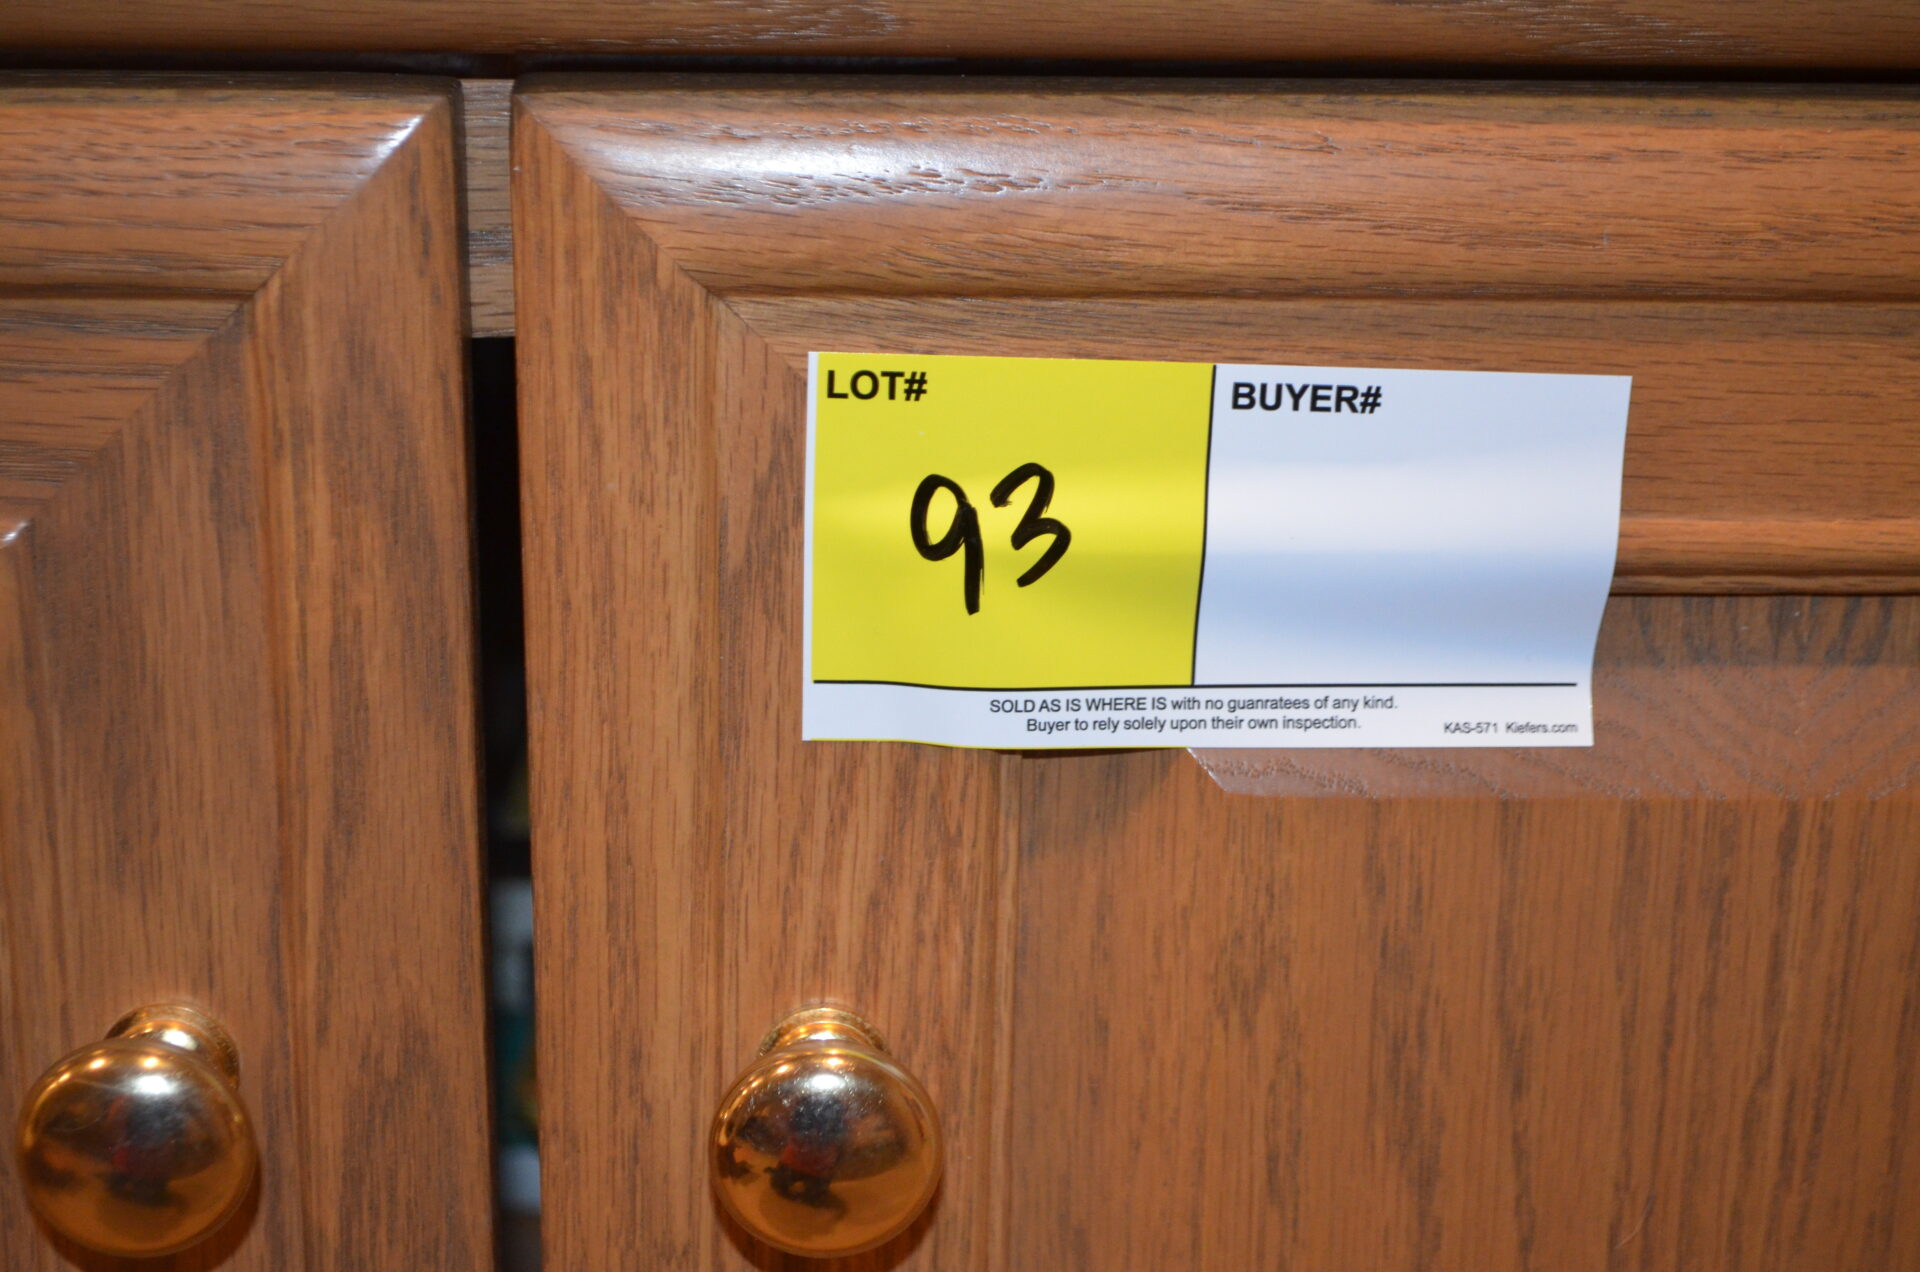 LOT#
BUYER#
93
SOLD AS IS WHERE IS with no guanratees of any kind.
Buyer to rely solely upon their own inspection.
KAS-571 Kiefers.com